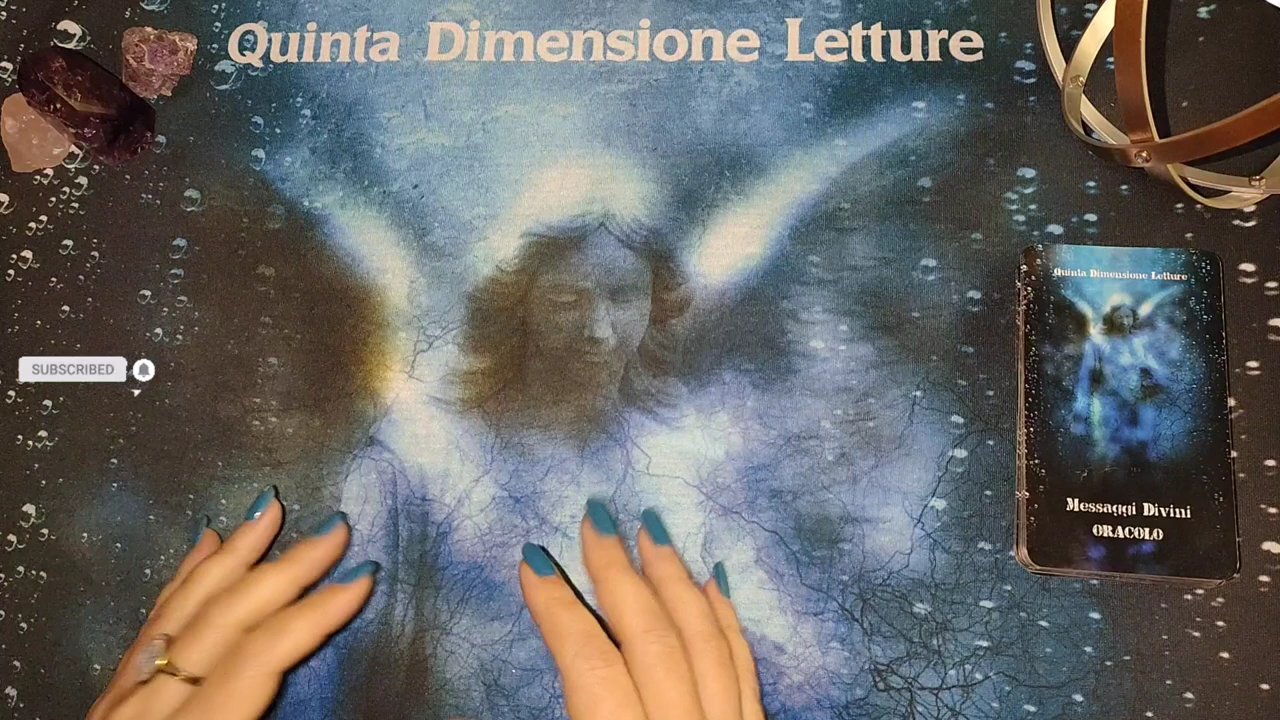 Quinta Dimensione Letture
Quinta Dimensione Letture
SUBSCRIBED
Messaggi Divini
ORACOLO